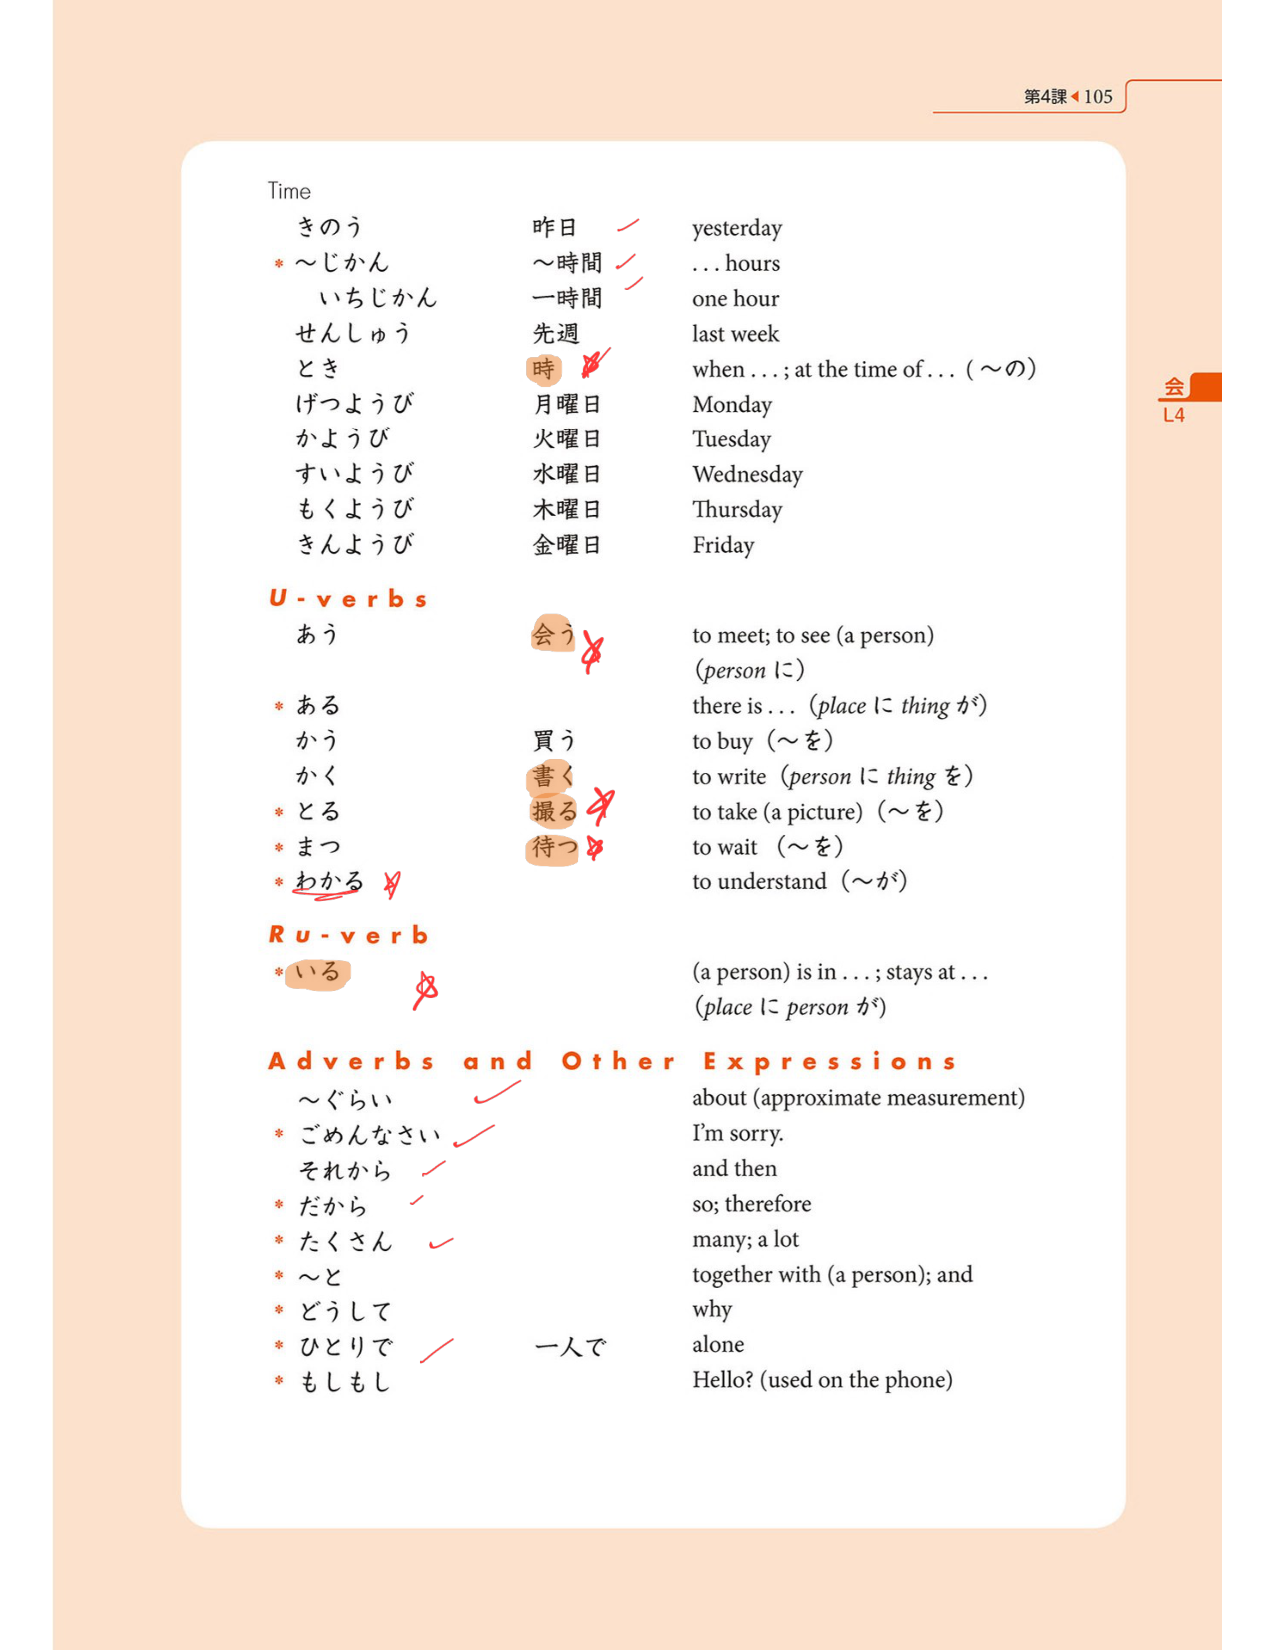 第4課◀105
Time
きのう 昨日 yesterday
* ～じかん ～時間 ...hours
いちじかん 一時間 one hour
せんしゅう 先週 last week
とき 時 when...; at the time of... (～の)
げつようび 月曜日 Monday
かようび 火曜日 Tuesday
すいようび 水曜日 Wednesday
もくようび 木曜日 Thursday
きんようび 金曜日 Friday
会
L4
U-verbs
あう 会う to meet; to see (a person)
(person に)
* ある there is... (place に thing が)
かう 買う to buy (～を)
かく 書く to write (person に thing を)
* とる 撮る to take (a picture) (～を)
* まつ 待つ to wait (～を)
* わかる to understand (～が)
Ru-verb
* いる (a person) is in...; stays at...
(place に person が)
Adverbs and Other Expressions
～ぐらい about (approximate measurement)
* ごめんなさい I'm sorry.
それから and then
* だから so; therefore
* たくさん many; a lot
* ～と together with (a person); and
* どうして why
* ひとりで 一人で alone
* もしもし Hello? (used on the phone)